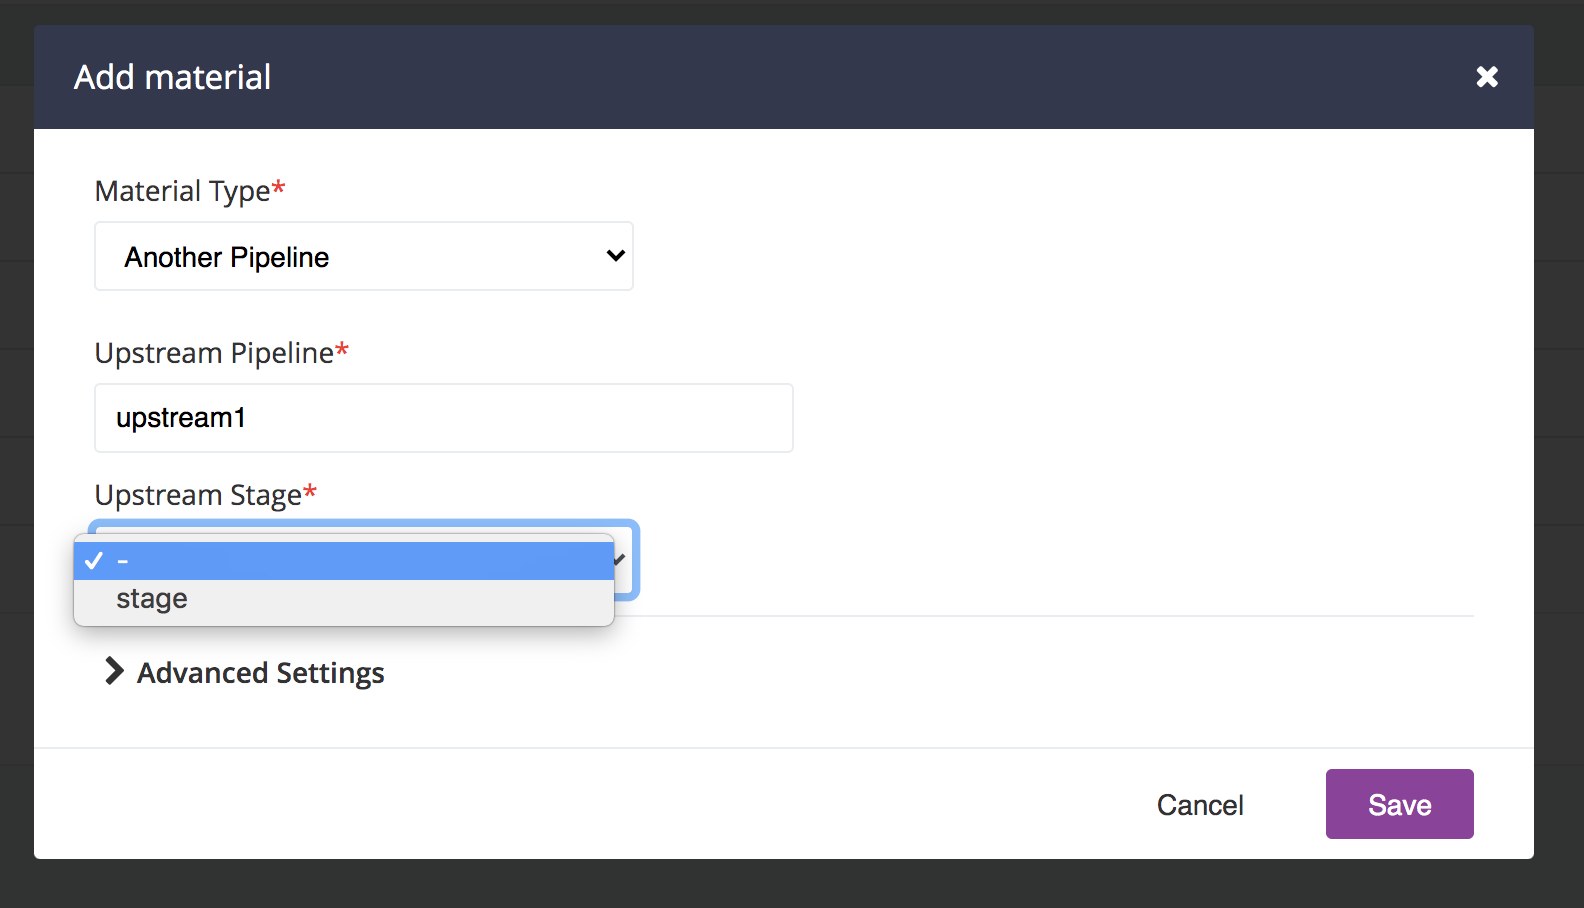 Add material
Material Type*
Another Pipeline
Upstream Pipeline*
upstream1
Upstream Stage*
-
stage
Advanced Settings
Cancel
Save